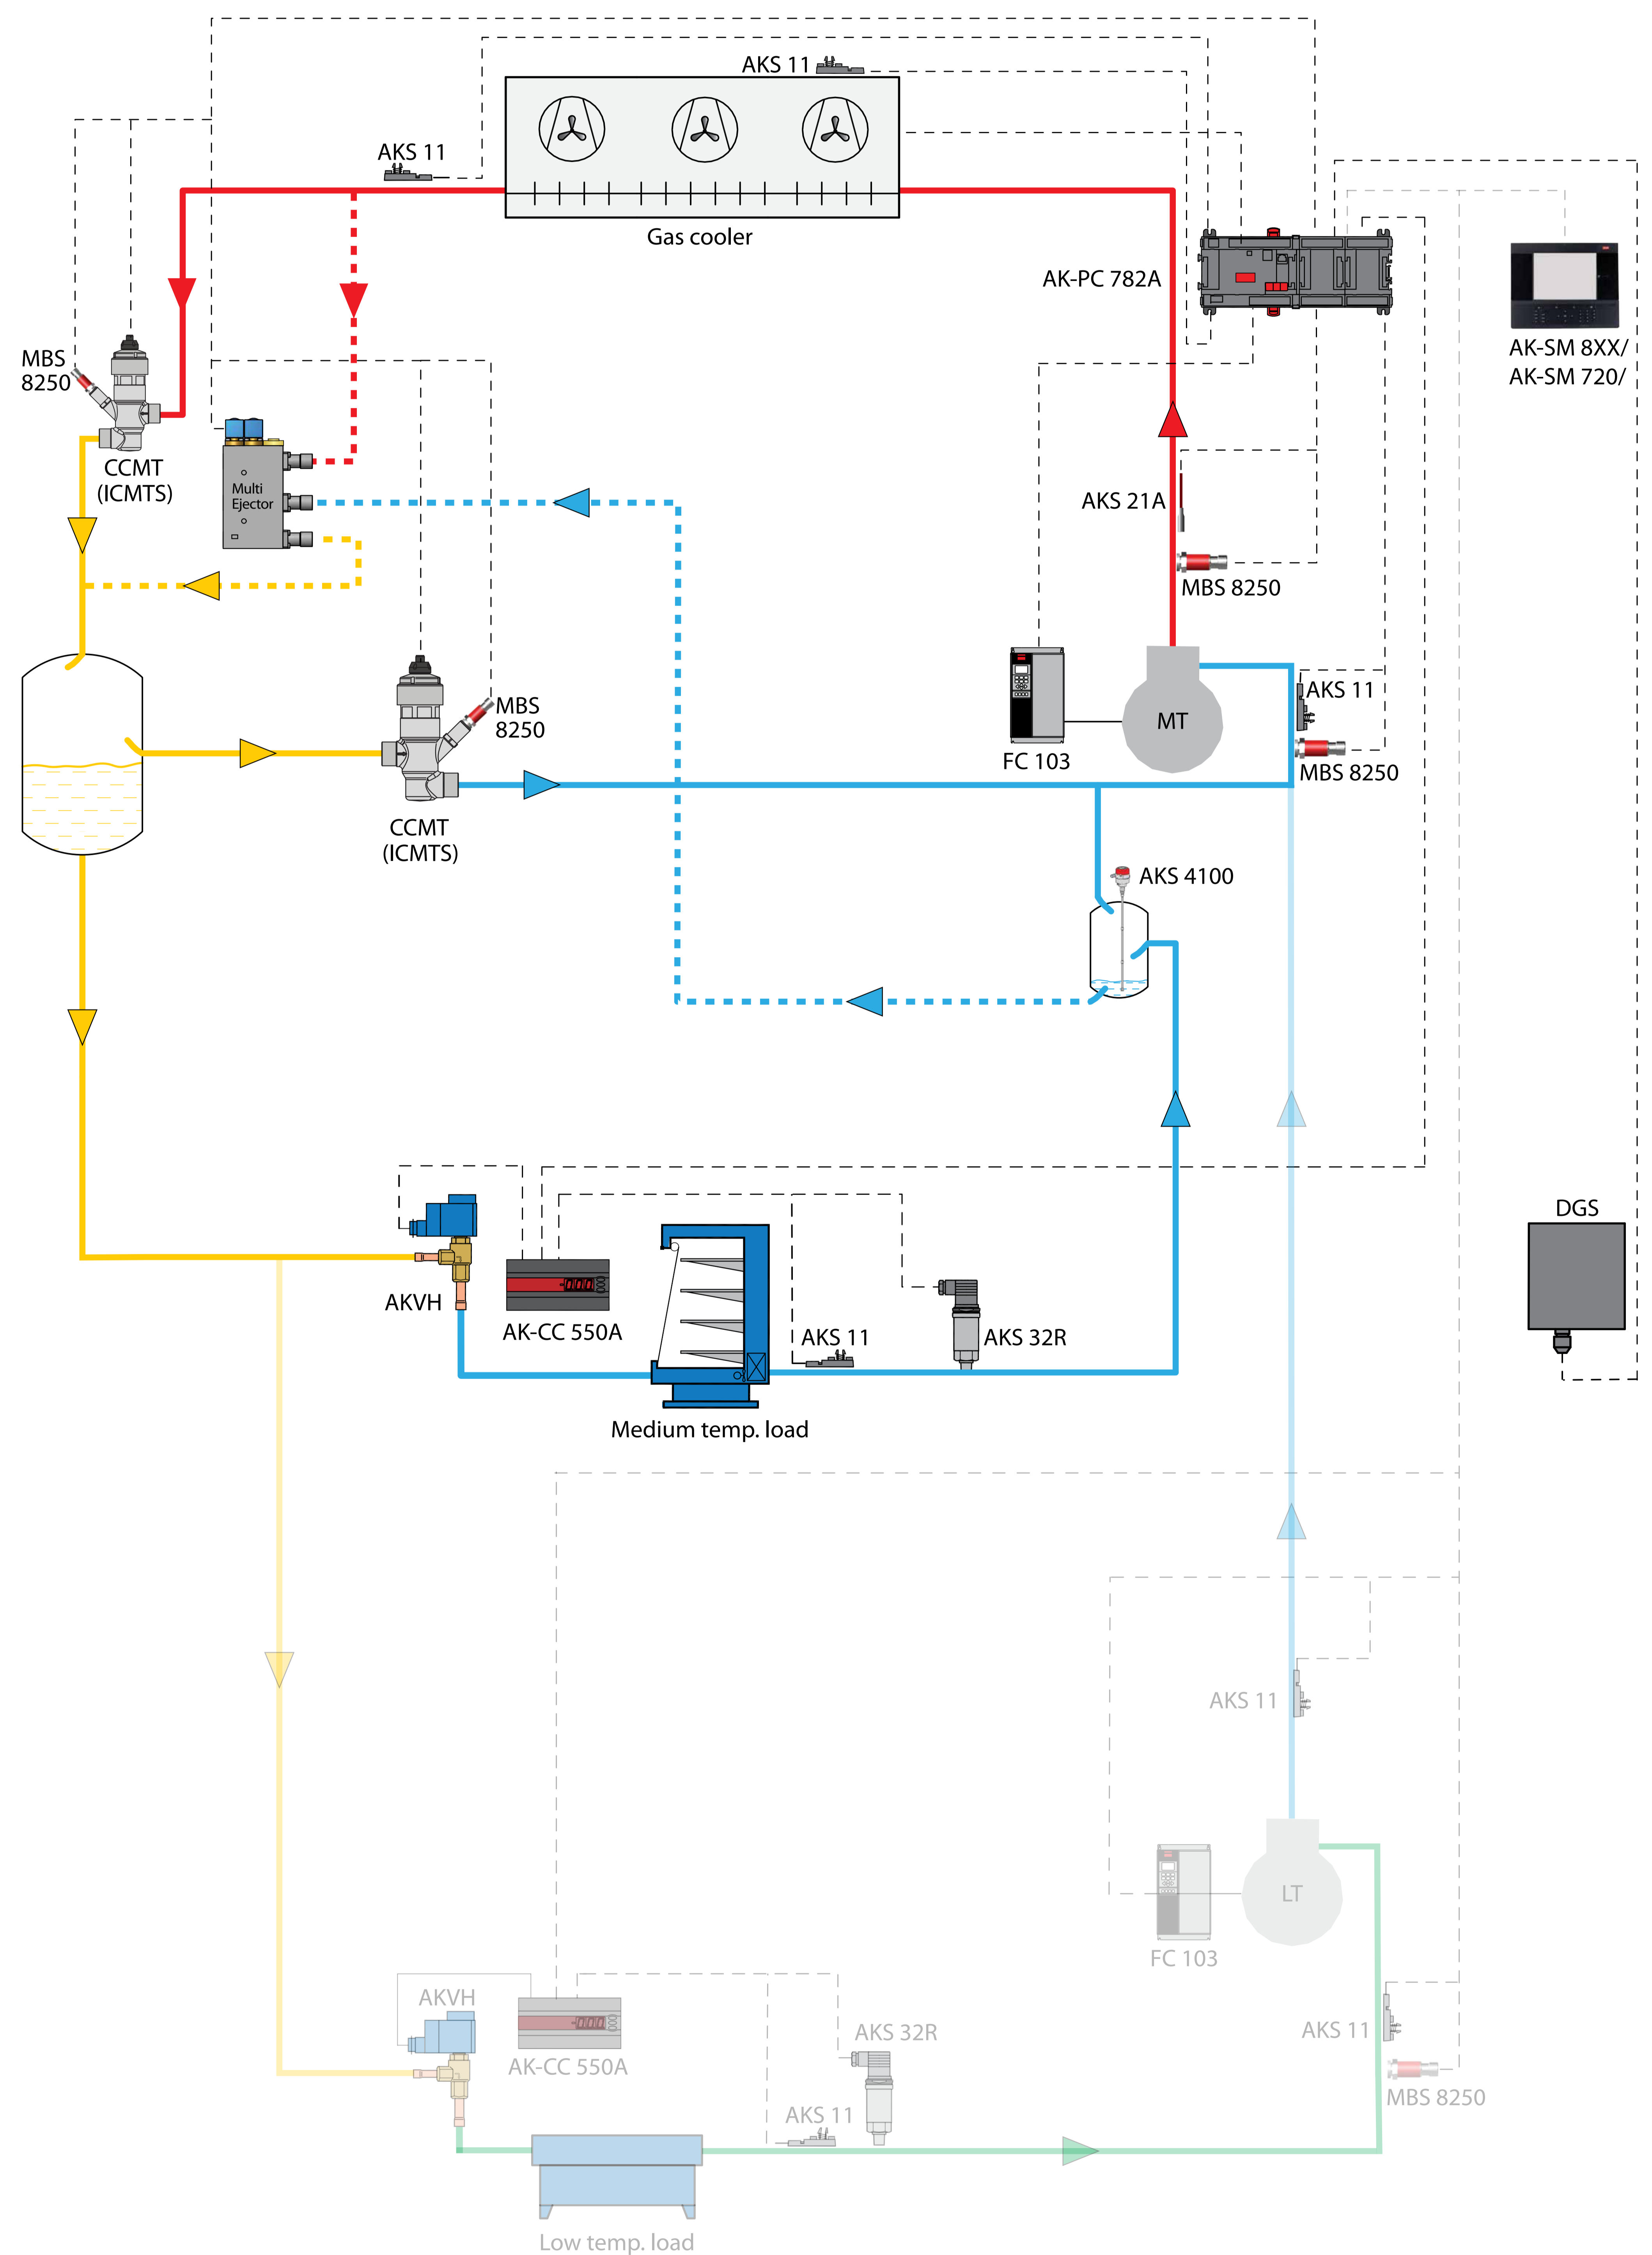 AKS 11
AKS 11
Gas cooler
AK-PC 782A
AK-SM 8XX/
AK-SM 720/
MBS
8250
CCMT
(ICMTS)
Multi
Ejector
AKS 21A
MBS 8250
MBS
8250
AKS 11
MT
FC 103
MBS 8250
CCMT
(ICMTS)
AKS 4100
DGS
AKVH
AK-CC 550A
AKS 11
AKS 32R
Medium temp. load
AKS 11
LT
FC 103
AKVH
AKS 32R
AKS 11
AK-CC 550A
MBS 8250
AKS 11
Low temp. load